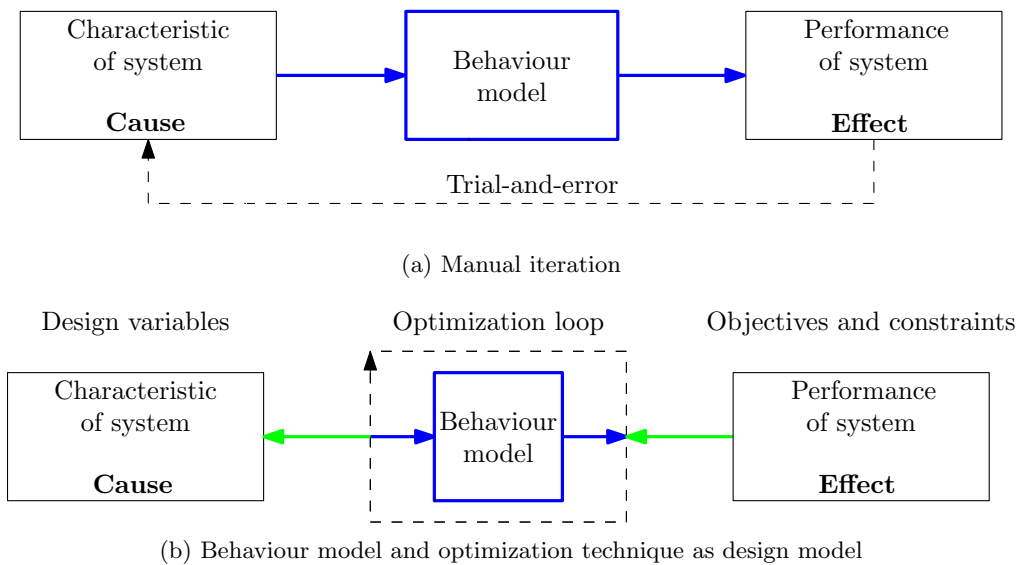 Characteristic
of system
Cause
Behaviour
model
Performance
of system
Effect
Trial-and-error
(a) Manual iteration
Design variables
Optimization loop
Objectives and constraints
Characteristic
of system
Cause
Behaviour
model
Performance
of system
Effect
(b) Behaviour model and optimization technique as design model